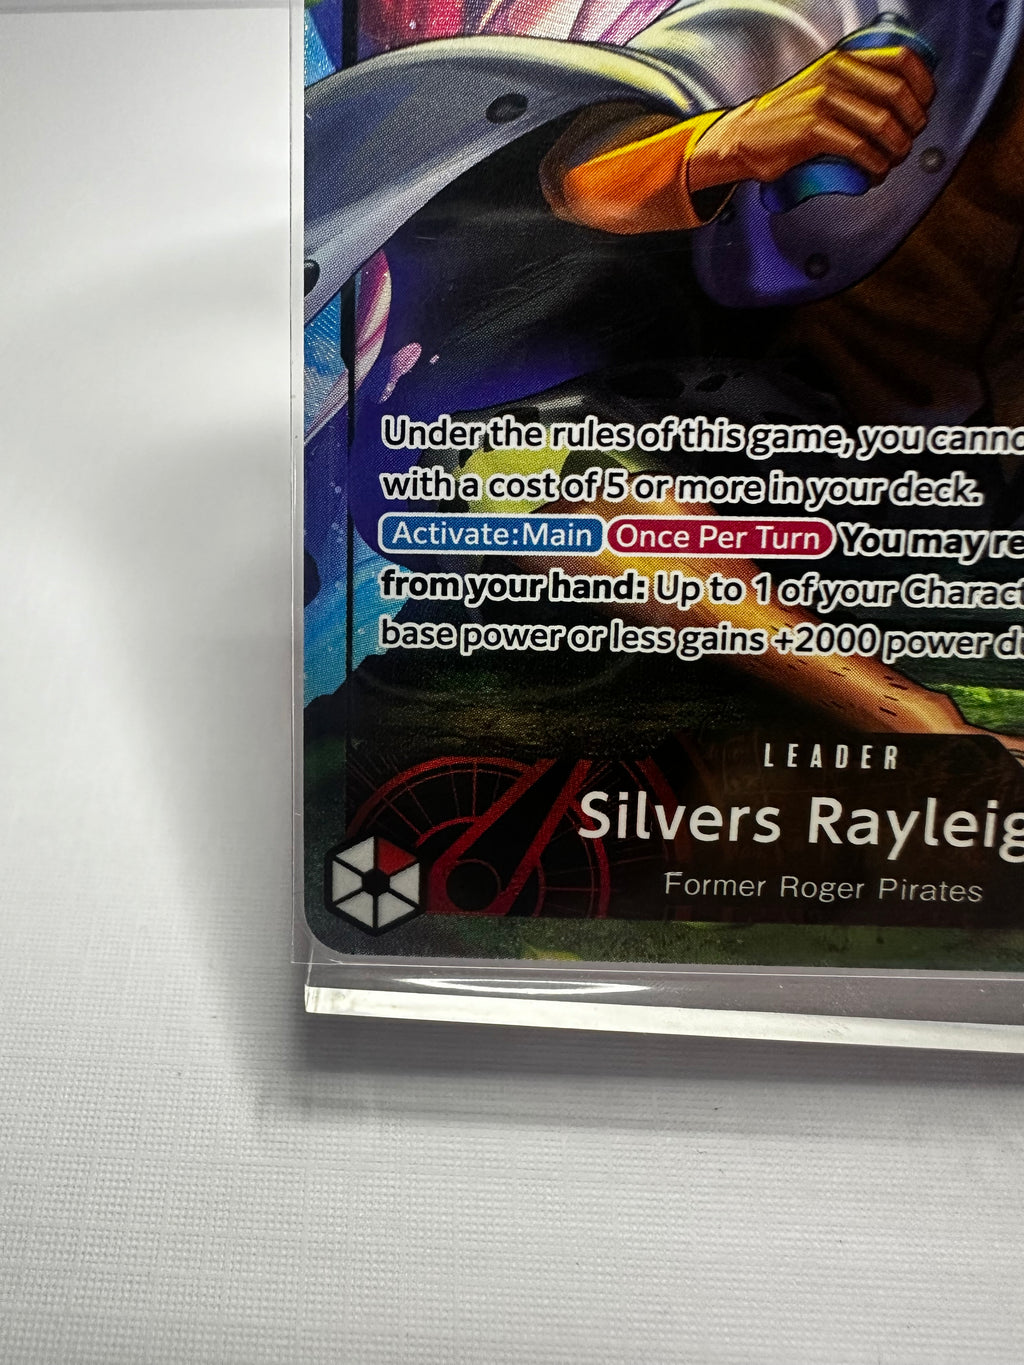 Under the rules of this game, you canno
with a cost of 5 or more in your deck.
Activate:Main Once Per Turn You may re
from your hand: Up to 1 of your Charact
base power or less gains +2000 power du
LEADER
Silvers Rayleig
Former Roger Pirates